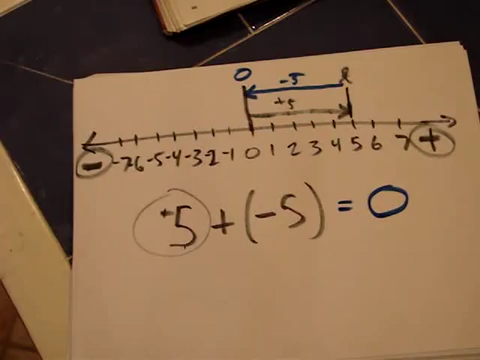 0 -5 R
+5
- -7-6-5-4-3-2-1 0 1 2 3 4 5 6 7 +
+5+(-5) = 0